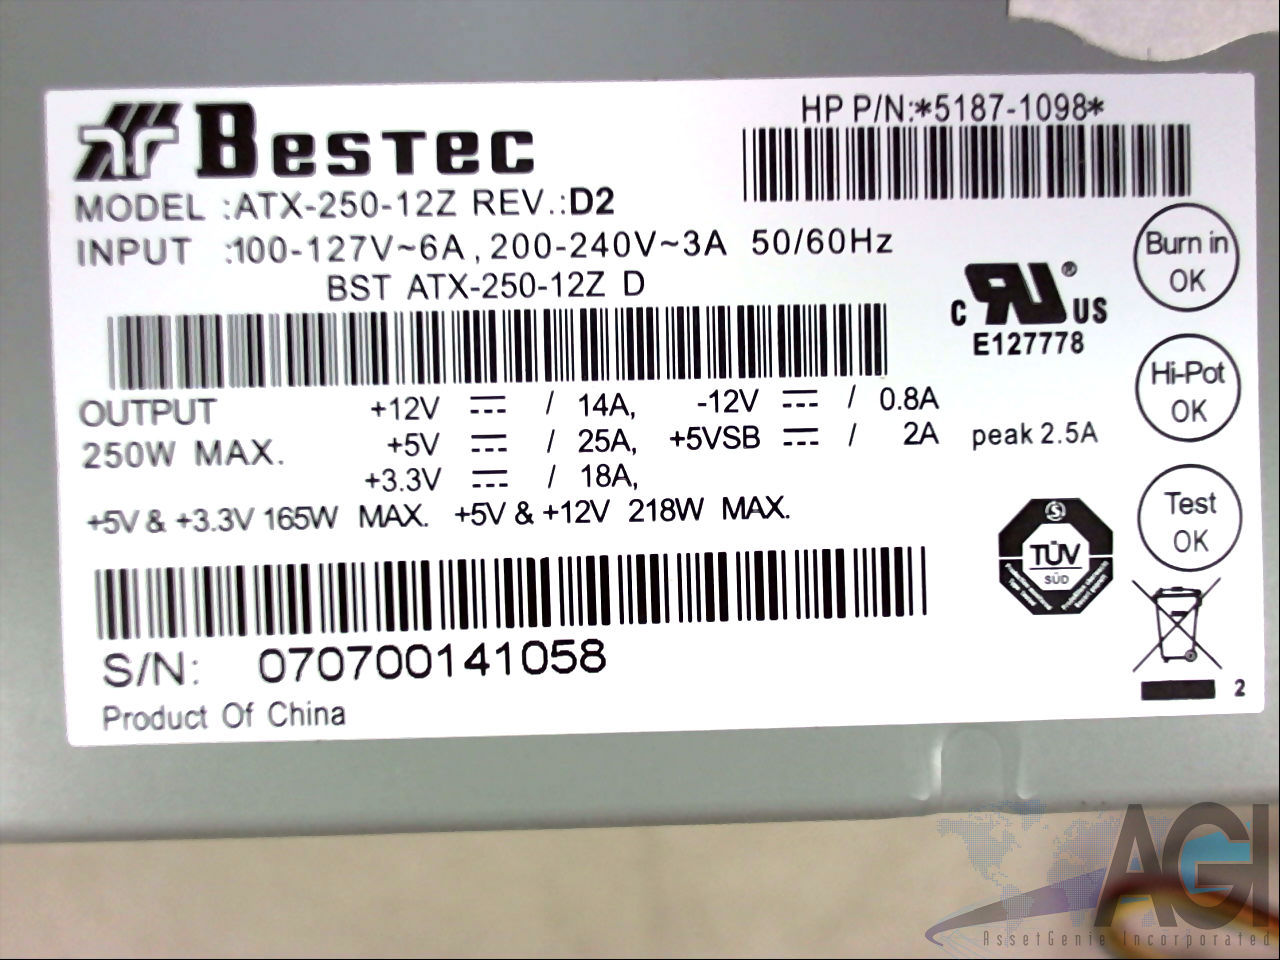 BESTEC
HP P/N:*5187-1098*
MODEL :ATX-250-12Z REV.:D2
INPUT :100-127V~6A, 200-240V~3A 50/60Hz
BST ATX-250-12Z D
Burn in
OK
C US
E127778
Hi-Pot
OK
OUTPUT +12V / 14A, -12V / 0.8A
250W MAX. +5V / 25A, +5VSB / 2A peak 2.5A
+3.3V / 18A,
+5V & +3.3V 165W MAX. +5V & +12V 218W MAX.
Test
OK
S
TÜV
SÜD
S/N: 070700141058
2
Product Of China
AGI
AssetGenie Incorporated